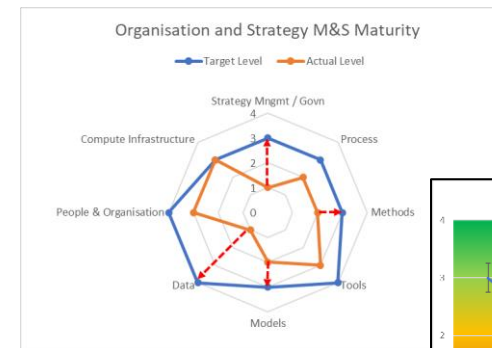 Organisation and Strategy M&S Maturity
Target Level Actual Level
Strategy Mngmt / Govn
4
3
2
1
0
Compute Infrastructure
Process
People & Organisation
Methods
Data
Tools
Models
4
3
2